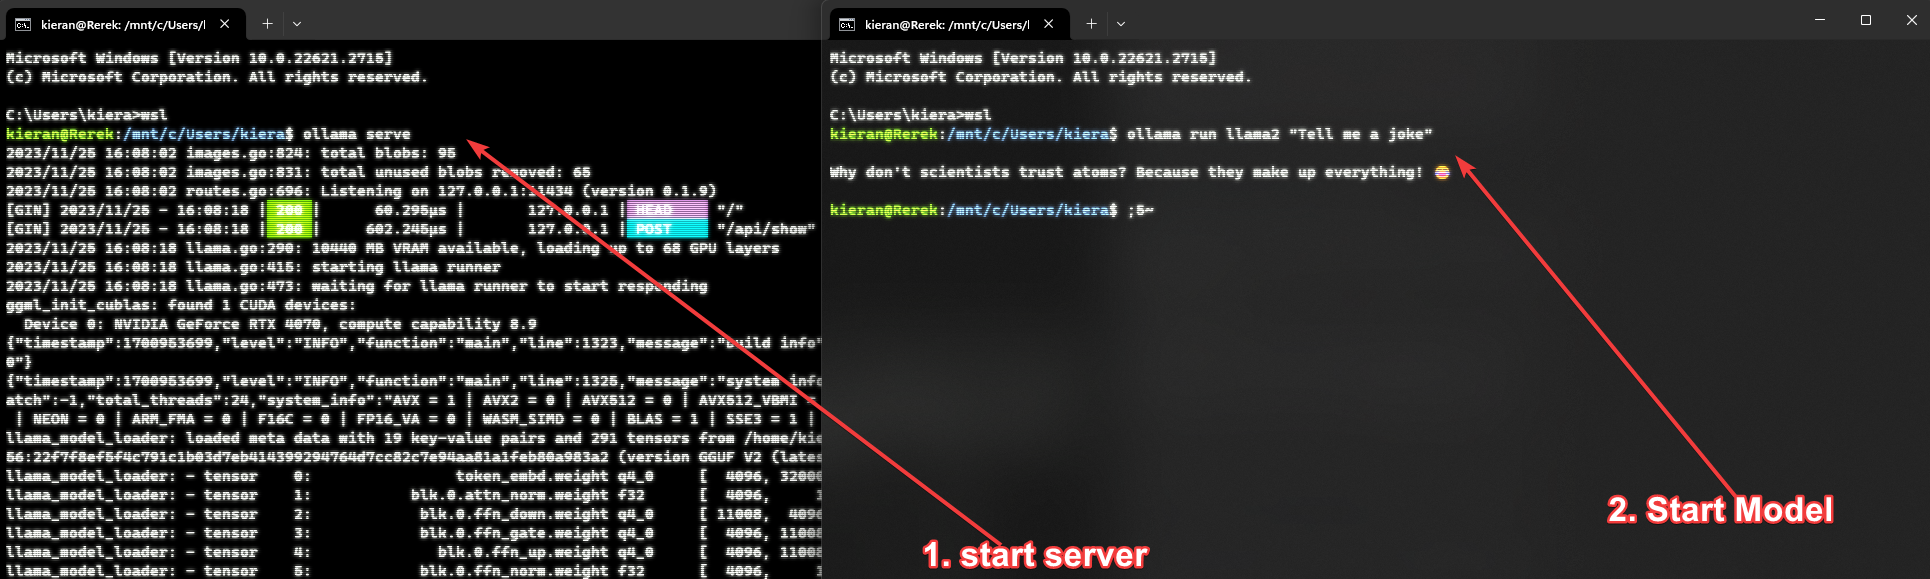 kieran@Rerek: /mnt/c/Users/l
Microsoft Windows [Version 10.0.22621.2715]
(c) Microsoft Corporation. All rights reserved.
C:\Users\kiera>wsl
kieran@Rerek:/mnt/c/Users/kiera$ ollama serve
2023/11/25 16:08:02 images.go:824: total blobs: 95
2023/11/25 16:08:02 images.go:831: total unused blobs removed: 65
2023/11/25 16:08:02 routes.go:696: Listening on 127.0.0.1:11434 (version 0.1.9)
[GIN] 2023/11/25 - 16:08:18 | 200 | 60.295µs | 127.0.0.1 | HEAD "/"
[GIN] 2023/11/25 - 16:08:18 | 200 | 602.245µs | 127.0.0.1 | POST "/api/show"
2023/11/25 16:08:18 llama.go:290: 10440 MB VRAM available, loading up to 68 GPU layers
2023/11/25 16:08:18 llama.go:415: starting llama runner
2023/11/25 16:08:18 llama.go:473: waiting for llama runner to start responding
ggml_init_cublas: found 1 CUDA devices:
Device 0: NVIDIA GeForce RTX 4070, compute capability 8.9
{"timestamp":1700953699,"level":"INFO","function":"main","line":1323,"message":"build info"
0"}
{"timestamp":1700953699,"level":"INFO","function":"main","line":1325,"message":"system info
atch":-1,"total_threads":24,"system_info":"AVX = 1 | AVX2 = 0 | AVX512 = 0 | AVX512_VBMI =
| NEON = 0 | ARM_FMA = 0 | F16C = 0 | FP16_VA = 0 | WASM_SIMD = 0 | BLAS = 1 | SSE3 = 1 |
llama_model_loader: loaded meta data with 19 key-value pairs and 291 tensors from /home/kie
56:22f7f8ef5f4c791c1b03d7eb414399294764d7cc82c7e94aa81a1feb80a983a2 (version GGUF V2 (lates
llama_model_loader: - tensor 0: token_embd.weight q4_0 [ 4096, 32000
llama_model_loader: - tensor 1: blk.0.attn_norm.weight f32 [ 4096, 1
llama_model_loader: - tensor 2: blk.0.ffn_down.weight q4_0 [ 11008, 4096
llama_model_loader: - tensor 3: blk.0.ffn_gate.weight q4_0 [ 4096, 11008
llama_model_loader: - tensor 4: blk.0.ffn_up.weight q4_0 [ 4096, 11008
llama_model_loader: - tensor 5: blk.0.ffn_norm.weight f32 [ 4096, 1
kieran@Rerek: /mnt/c/Users/l
Microsoft Windows [Version 10.0.22621.2715]
(c) Microsoft Corporation. All rights reserved.
C:\Users\kiera>wsl
kieran@Rerek:/mnt/c/Users/kiera$ ollama run llama2 "Tell me a joke"
Why don't scientists trust atoms? Because they make up everything!
kieran@Rerek:/mnt/c/Users/kiera$ ;5~
2. Start Model
1. start server